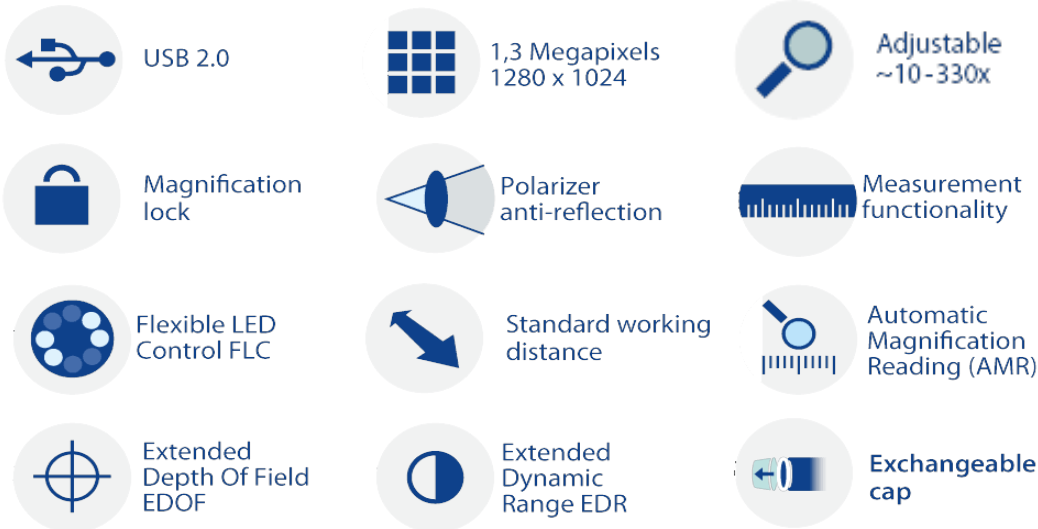 USB 2.0
1,3 Megapixels
1280 x 1024
Adjustable
~10-330x
Magnification
lock
Polarizer
anti-reflection
Measurement
functionality
Flexible LED
Control FLC
Standard working
distance
Automatic
Magnification
Reading (AMR)
Extended
Depth Of Field
EDOF
Extended
Dynamic
Range EDR
Exchangeable
cap